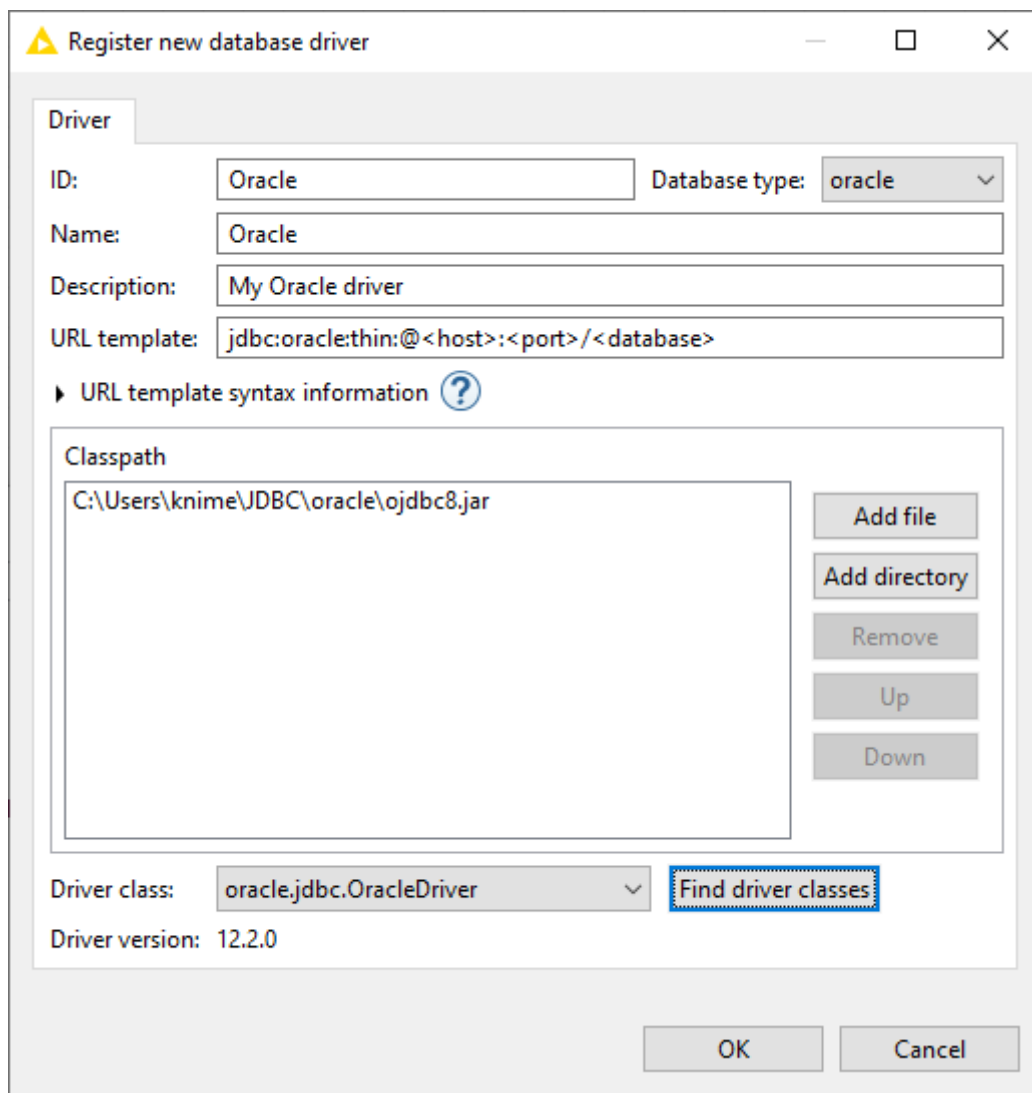 Register new database driver
Driver
ID: Oracle Database type: oracle
Name: Oracle
Description: My Oracle driver
URL template: jdbc:oracle:thin:@<host>:<port>/<database>
URL template syntax information ?
Classpath
C:\Users\knime\JDBC\oracle\ojdbc8.jar
Add file
Add directory
Remove
Up
Down
Driver class: oracle.jdbc.OracleDriver Find driver classes
Driver version: 12.2.0
OK Cancel